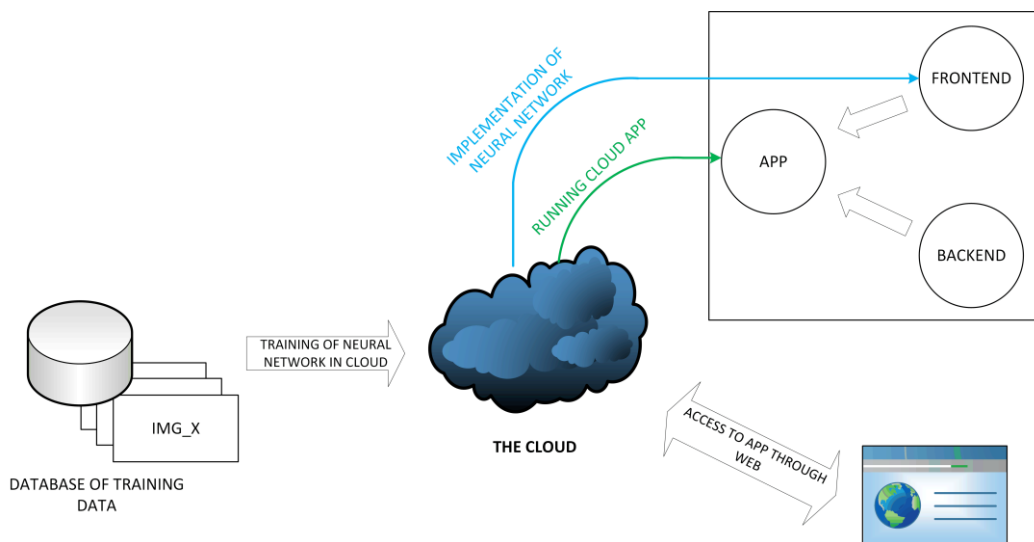 IMPLEMENTATION OF
NEURAL NETWORK
RUNNING CLOUD APP
FRONTEND
APP
BACKEND
TRAINING OF NEURAL
NETWORK IN CLOUD
IMG_X
DATABASE OF TRAINING
DATA
THE CLOUD
ACCESS TO APP THROUGH
WEB